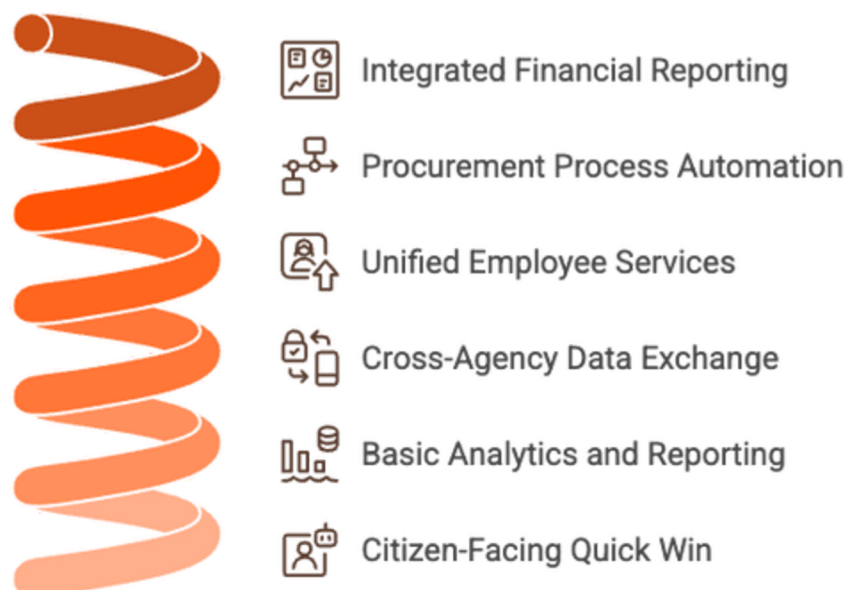 Integrated Financial Reporting
Procurement Process Automation
Unified Employee Services
Cross-Agency Data Exchange
Basic Analytics and Reporting
Citizen-Facing Quick Win